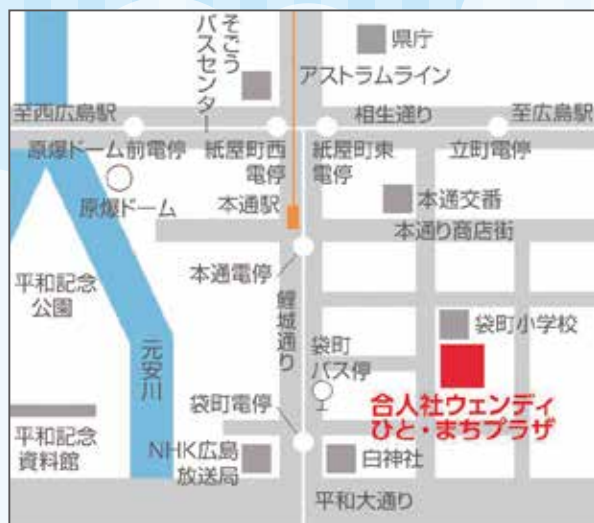 そごう
バスセンター
県庁
アストラムライン
至西広島駅
相生通り
至広島駅
原爆ドーム前電停
紙屋町西
電停
紙屋町東
電停
立町電停
原爆ドーム
本通駅
本通交番
本通り商店街
本通電停
平和記念
公園
元安川
鯉城通り
袋町
バス停
袋町小学校
合人社ウェンディ
ひと・まちプラザ
袋町電停
平和記念
資料館
NHK広島
放送局
白神社
平和大通り